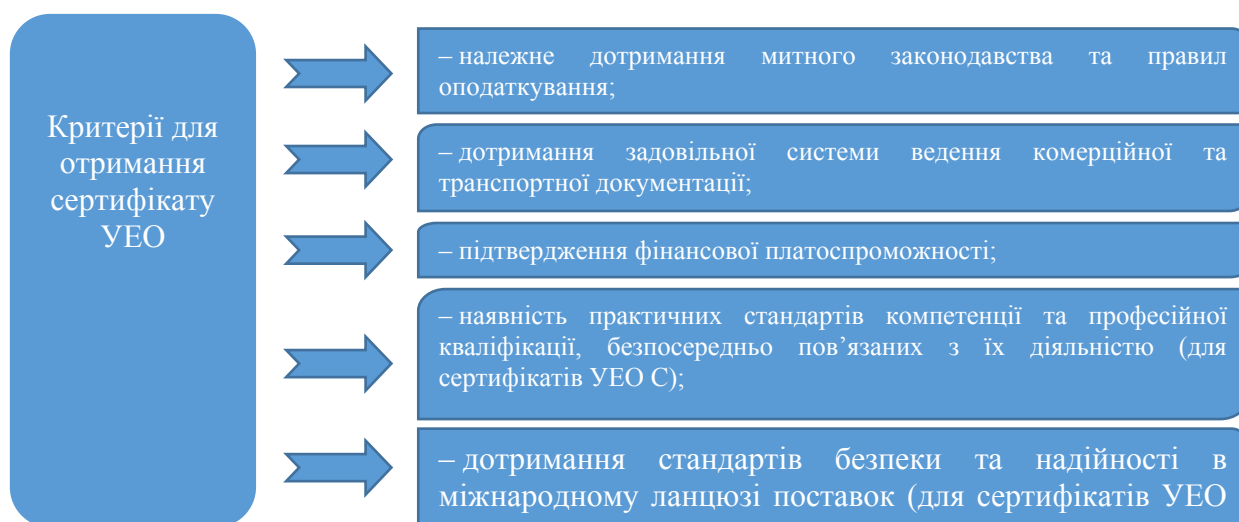 Критерії для
отримання
сертифікату
УЕО
– належне дотримання митного законодавства та правил
оподаткування;
– дотримання задовільної системи ведення комерційної та
транспортної документації;
– підтвердження фінансової платоспроможності;
– наявність практичних стандартів компетенції та професійної
кваліфікації, безпосередньо пов’язаних з їх діяльністю (для
сертифікатів УЕО С);
– дотримання стандартів безпеки та надійності в
міжнародному ланцюзі поставок (для сертифікатів УЕО